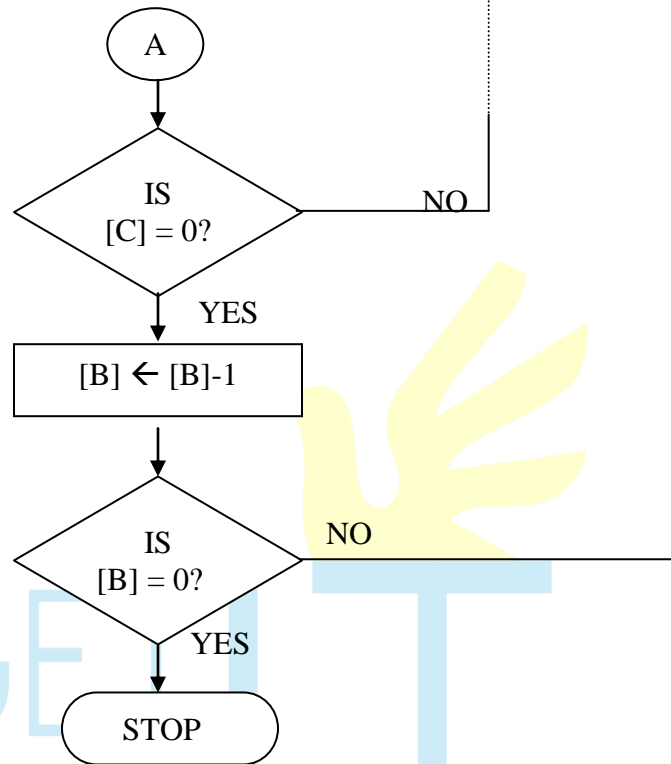 A
IS
[C] = 0?
NO
YES
[B] ← [B]-1
IS
[B] = 0?
NO
YES
STOP